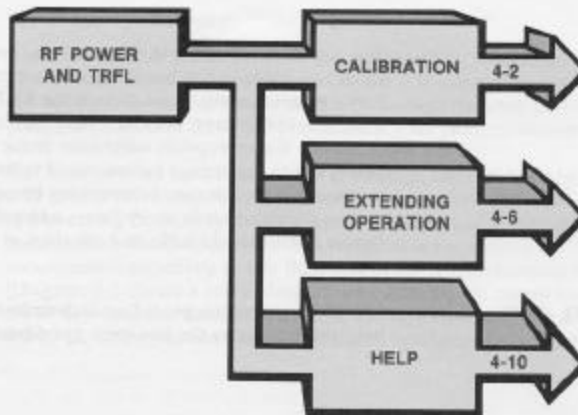 RF POWER
AND TRFL
CALIBRATION
4-2
EXTENDING
OPERATION
4-6
HELP
4-10